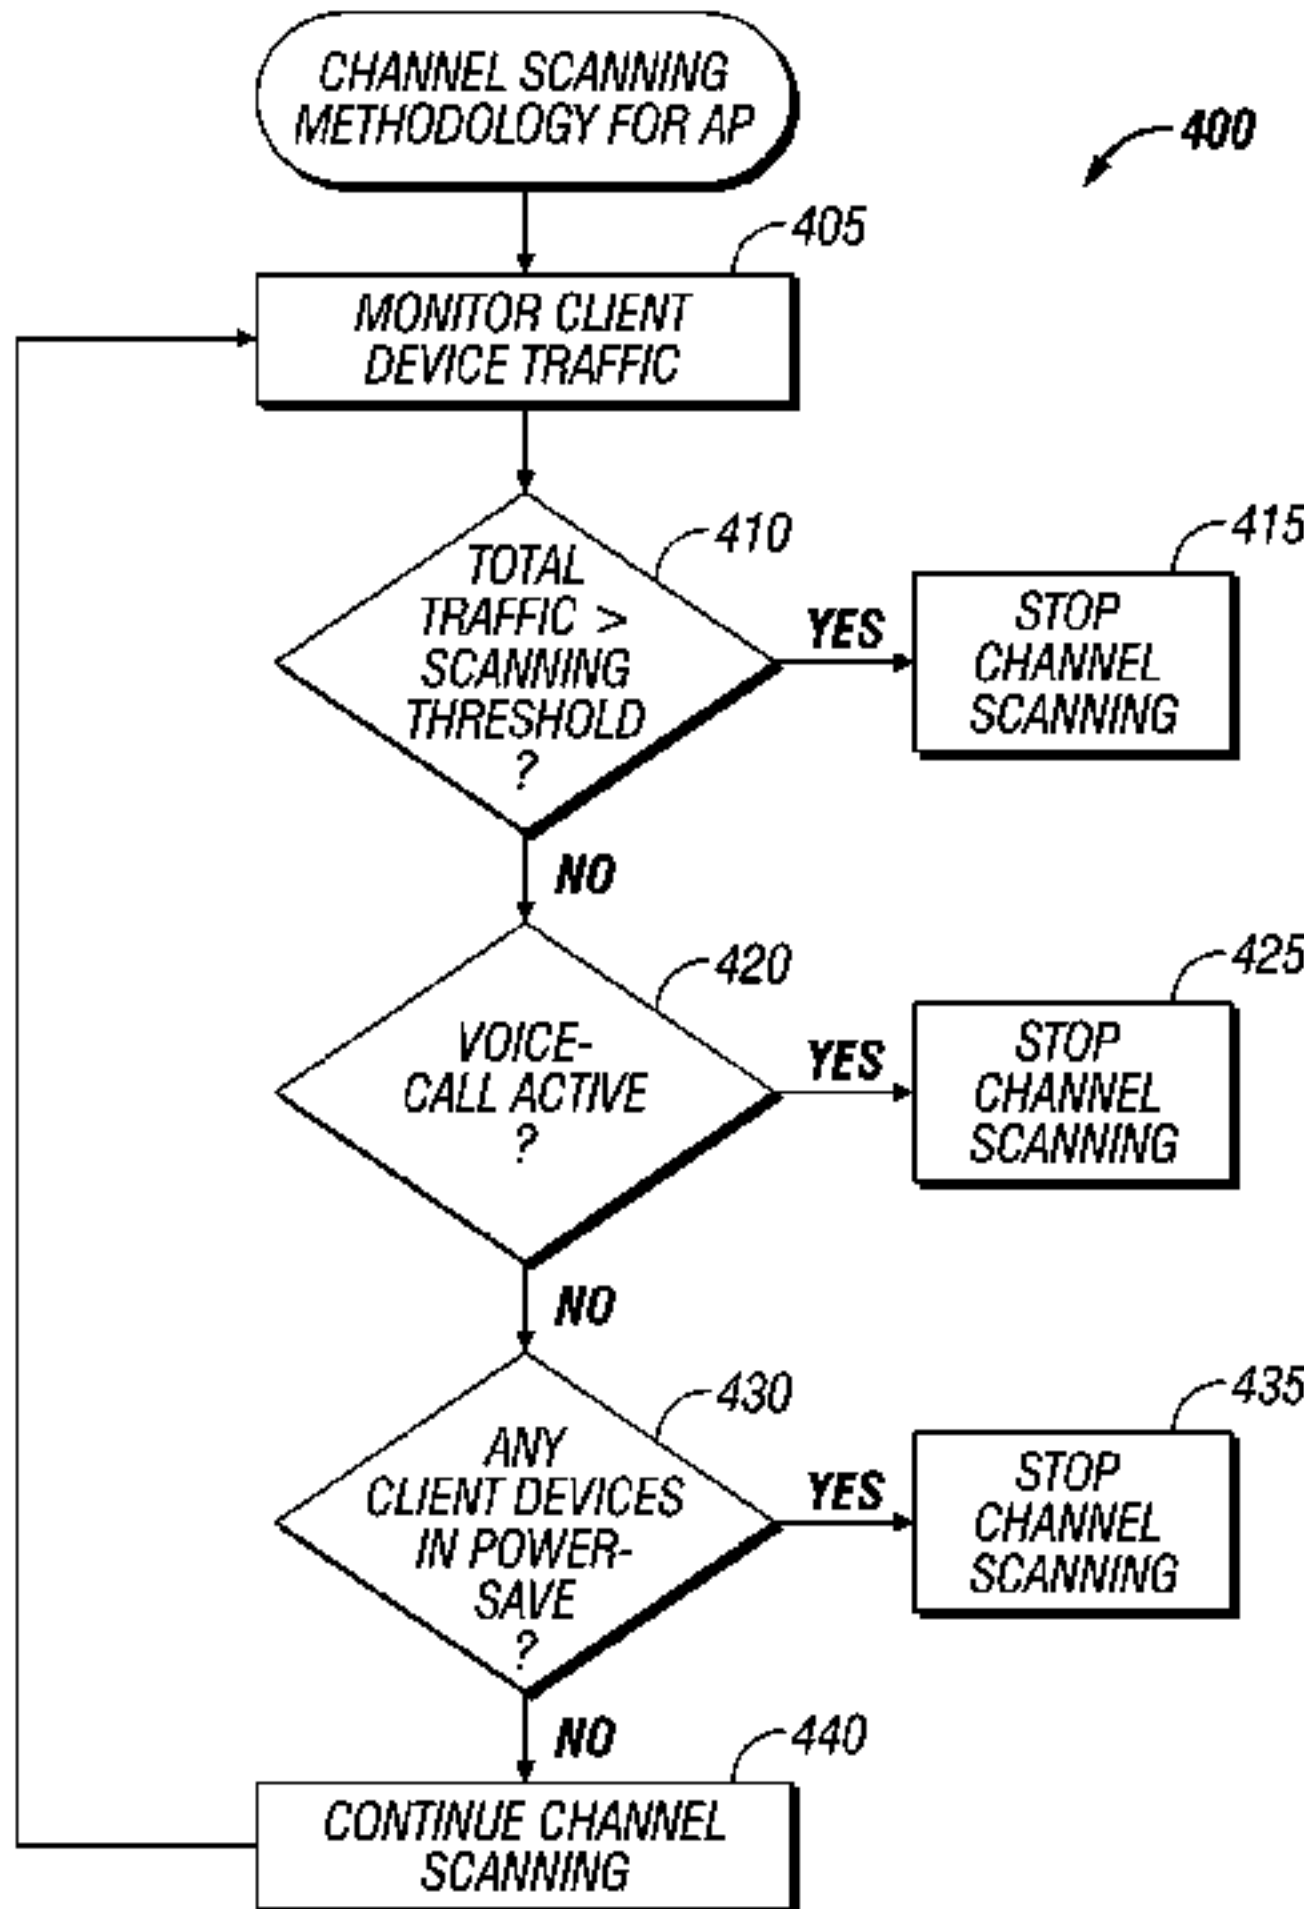 CHANNEL SCANNING
METHODOLOGY FOR AP
400
405
MONITOR CLIENT
DEVICE TRAFFIC
410
TOTAL
TRAFFIC >
SCANNING
THRESHOLD
?
YES
415
STOP
CHANNEL
SCANNING
NO
420
VOICE-
CALL ACTIVE
?
YES
425
STOP
CHANNEL
SCANNING
NO
430
ANY
CLIENT DEVICES
IN POWER-
SAVE
?
YES
435
STOP
CHANNEL
SCANNING
NO
440
CONTINUE CHANNEL
SCANNING